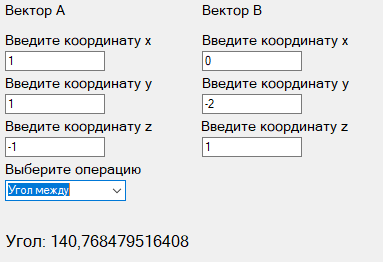 Вектор A Вектор B
Введите координату x Введите координату x
1 0
Введите координату y Введите координату y
1 -2
Введите координату z Введите координату z
-1 1
Выберите операцию
Угол между
Угол: 140,768479516408